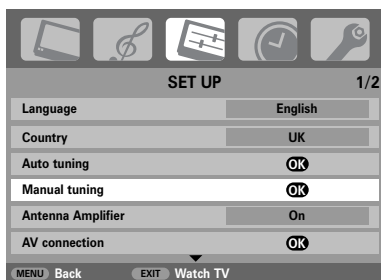 SET UP 1/2
Language English
Country UK
Auto tuning OK
Manual tuning OK
Antenna Amplifier On
AV connection OK
MENU Back EXIT Watch TV